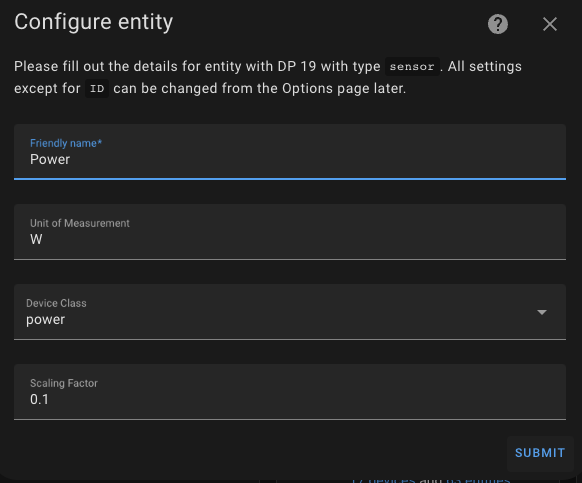 Configure entity
Please fill out the details for entity with DP 19 with type sensor. All settings
except for ID can be changed from the Options page later.
Friendly name*
Power
Unit of Measurement
W
Device Class
power
Scaling Factor
0.1
SUBMIT